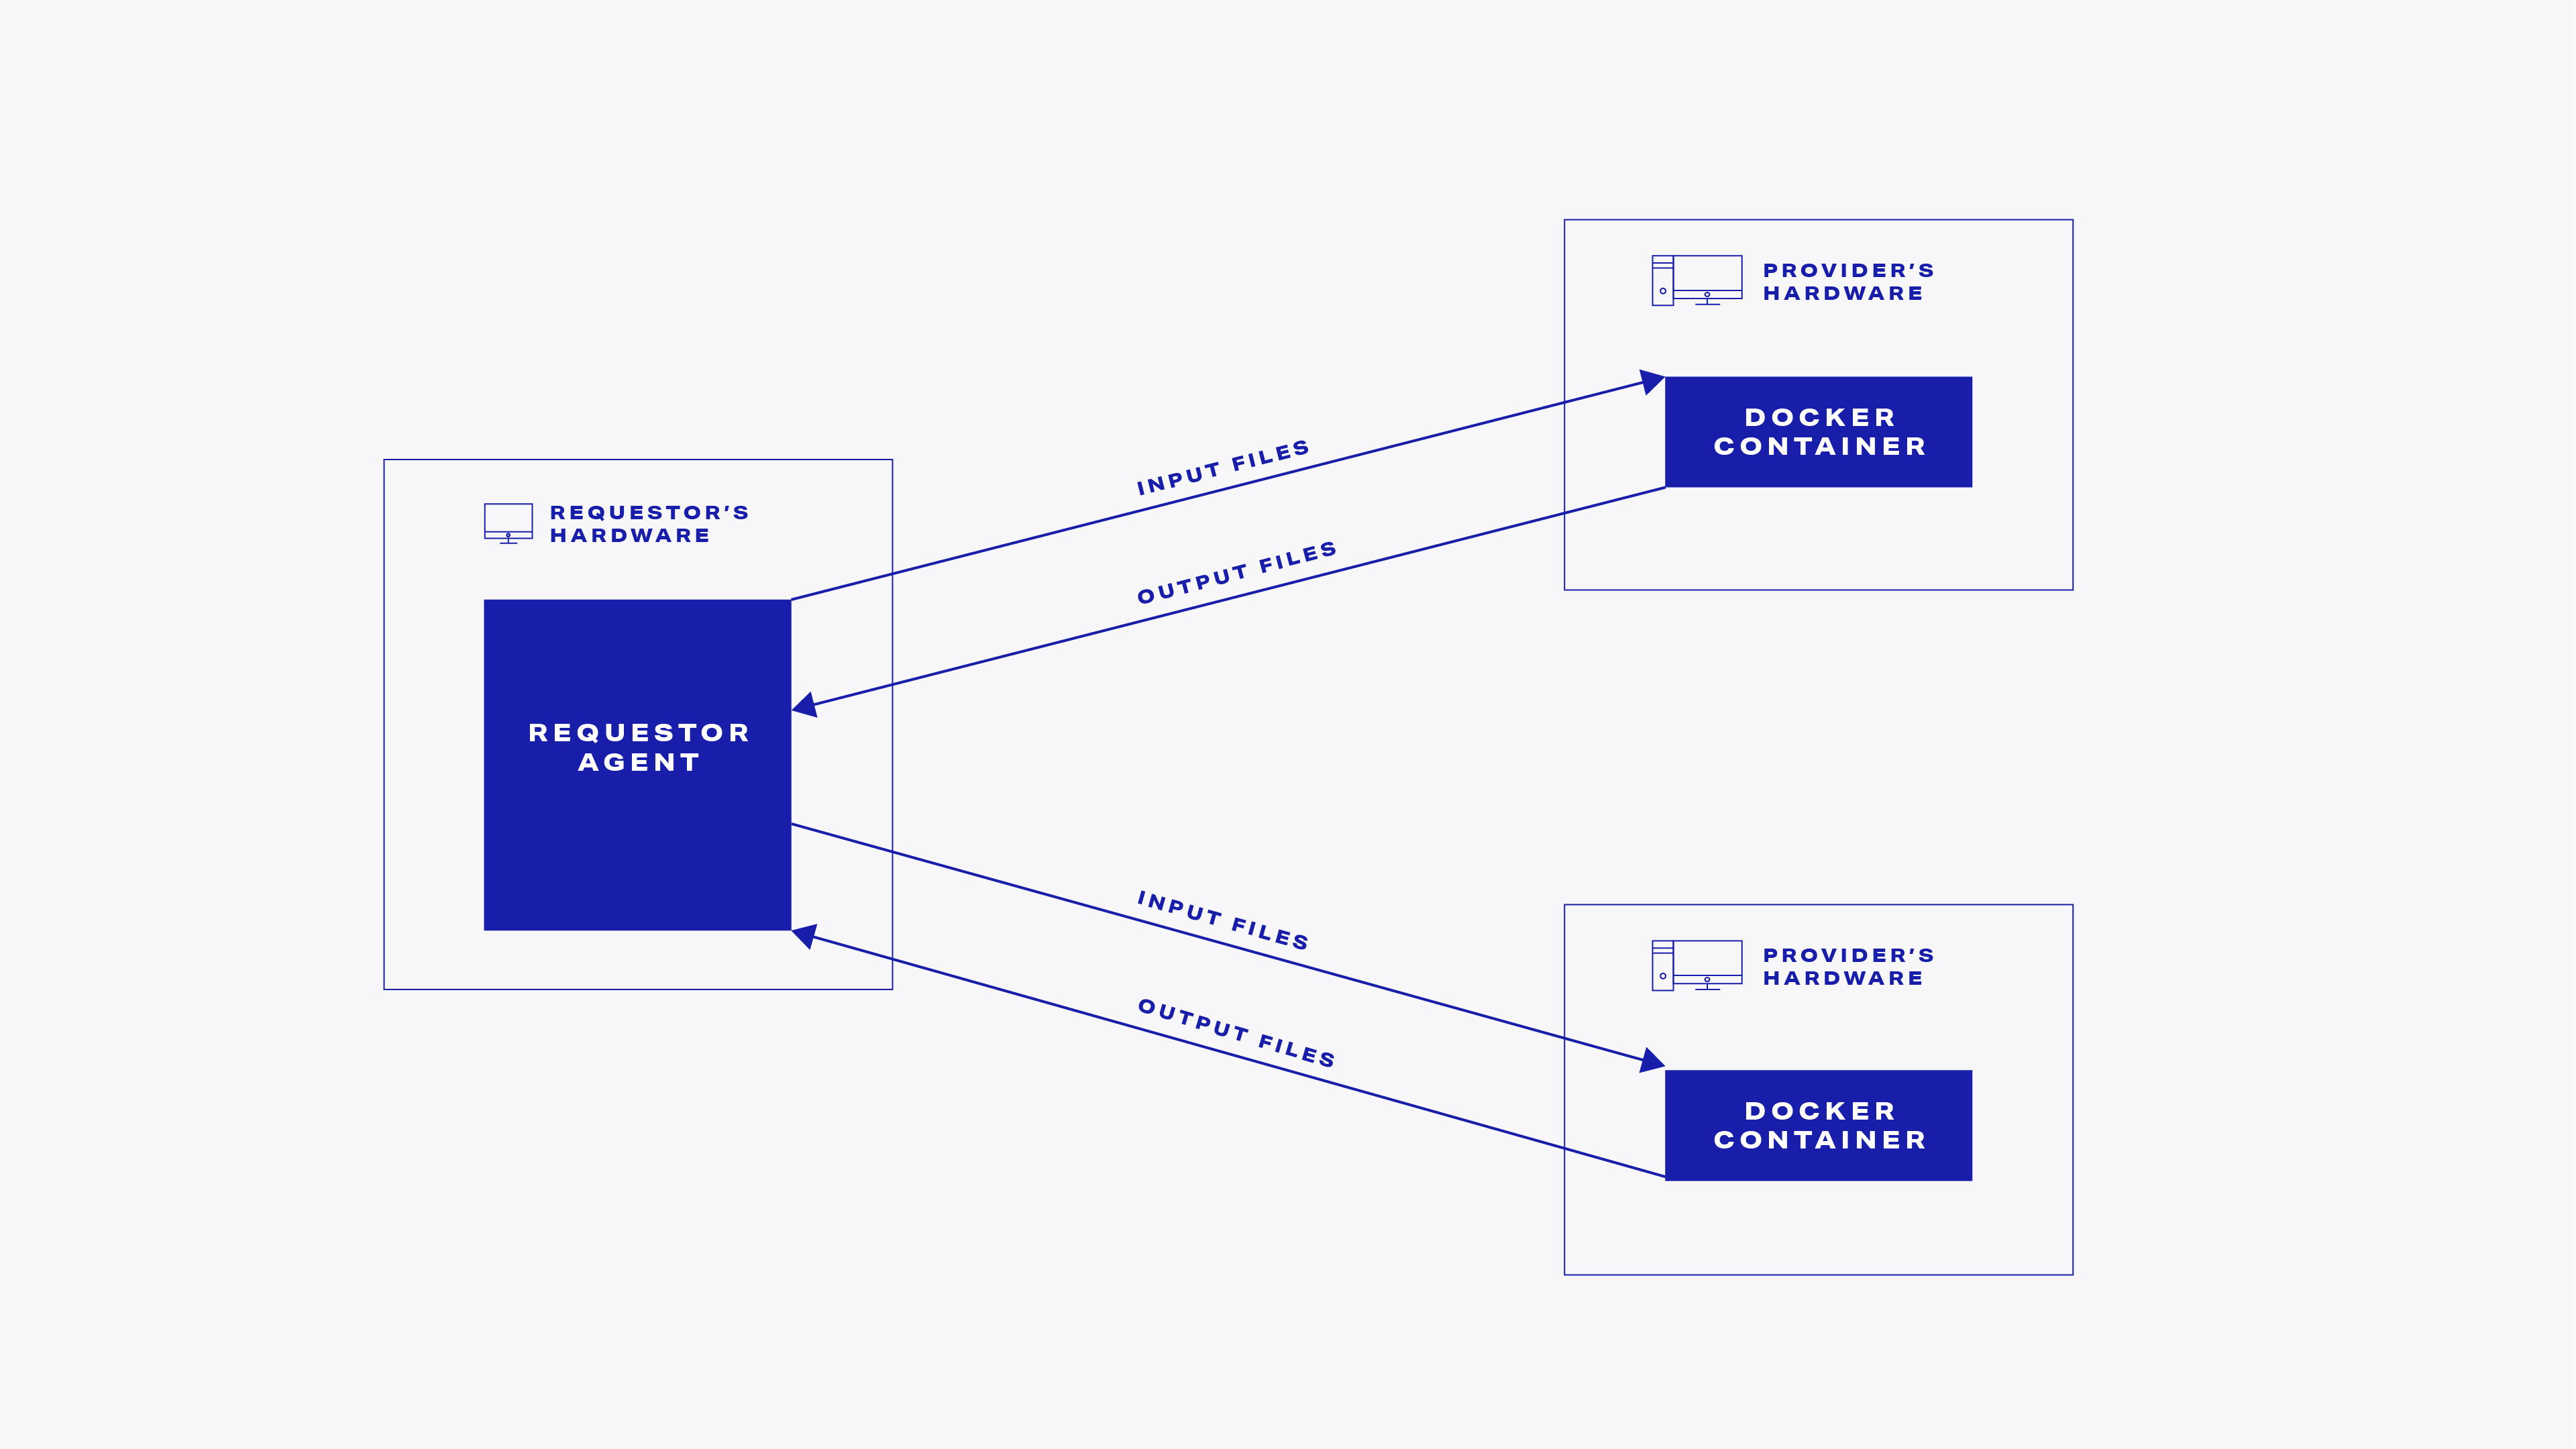 REQUESTOR'S
HARDWARE
REQUESTOR
AGENT
INPUT FILES
OUTPUT FILES
INPUT FILES
OUTPUT FILES
PROVIDER'S
HARDWARE
DOCKER
CONTAINER
PROVIDER'S
HARDWARE
DOCKER
CONTAINER